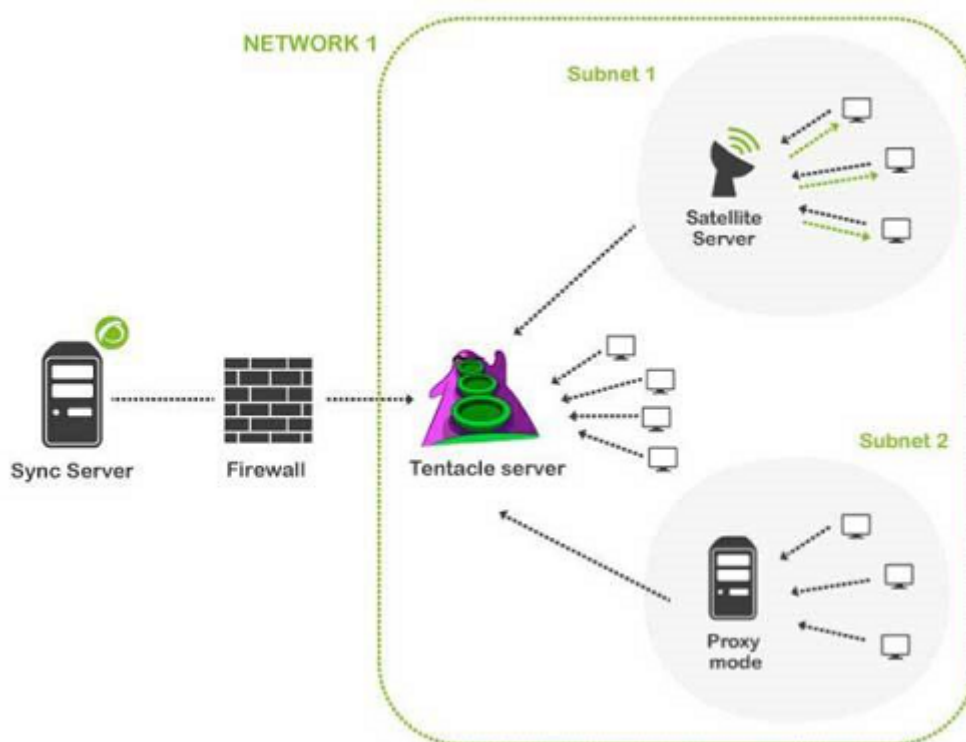 NETWORK 1
Subnet 1
Satellite
Server
Sync Server
Firewall
Tentacle server
Subnet 2
Proxy
mode